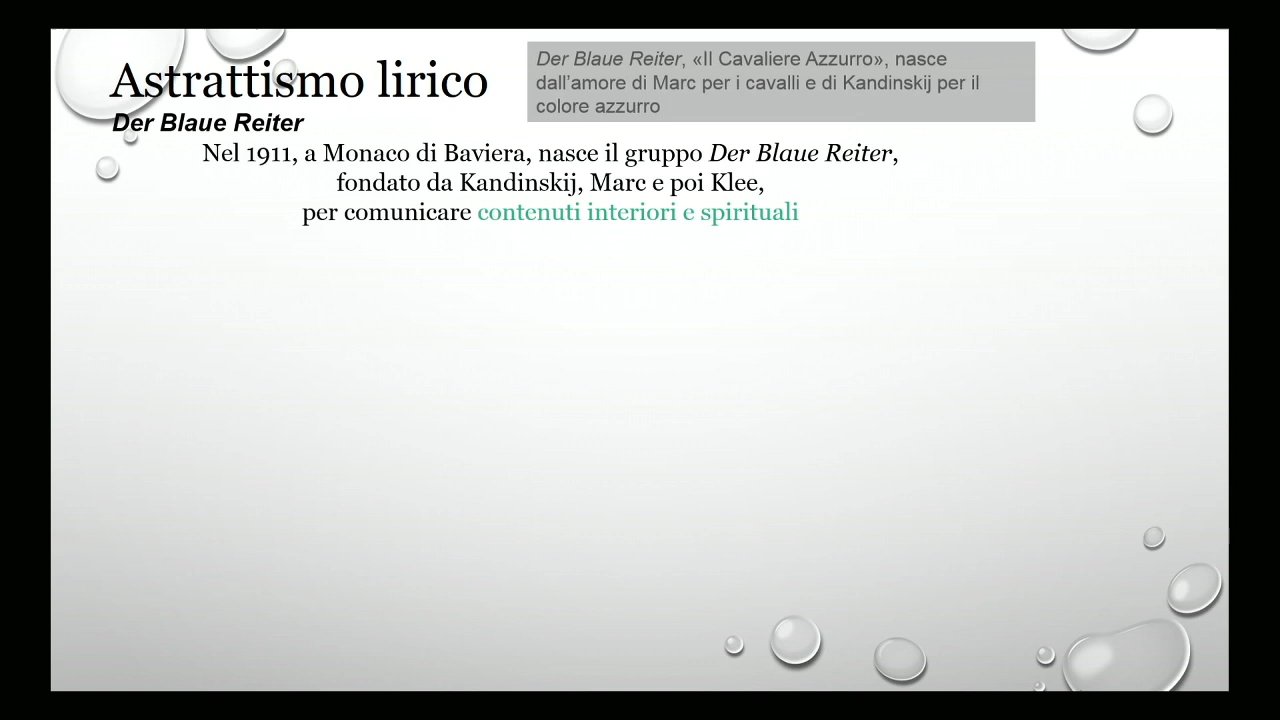 Astrattismo lirico
Der Blaue Reiter
Der Blaue Reiter, «Il Cavaliere Azzurro», nasce
dall'amore di Marc per i cavalli e di Kandinskij per il
colore azzurro
Nel 1911, a Monaco di Baviera, nasce il gruppo Der Blaue Reiter,
fondato da Kandinskij, Marc e poi Klee,
per comunicare contenuti interiori e spirituali